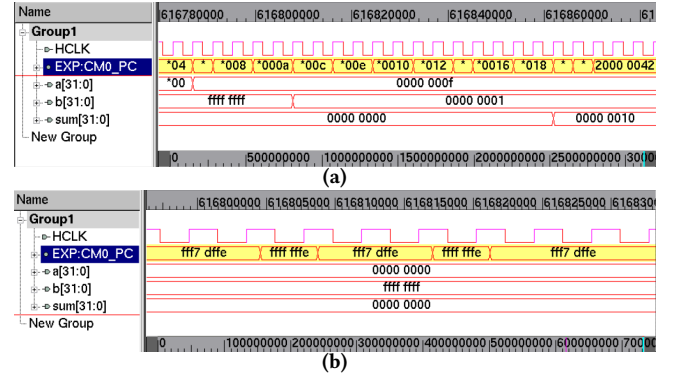 Name 616780000 616800000 616820000 616840000 616860000 61
Group1
HCLK
EXP:CM0_PC *04 * *008 *000a *00c *00e *0010 *012 * *0016 *018 * * 2000 0042
a[31:0] *00 0000 000f
b[31:0] ffff ffff 0000 0001
sum[31:0] 0000 0000 0000 0010
New Group
0 500000000 1000000000 1500000000 2000000000 2500000000 3000
(a)
Name 616800000 616805000 616810000 616815000 616820000 616825000 6168300
Group1
HCLK
EXP:CM0_PC fff7 dffe ffff fffe fff7 dffe ffff fffe fff7 dffe
a[31:0] 0000 0000
b[31:0] ffff ffff
sum[31:0] 0000 0000
New Group
0 100000000 200000000 300000000 400000000 500000000 600000000 7000
(b)